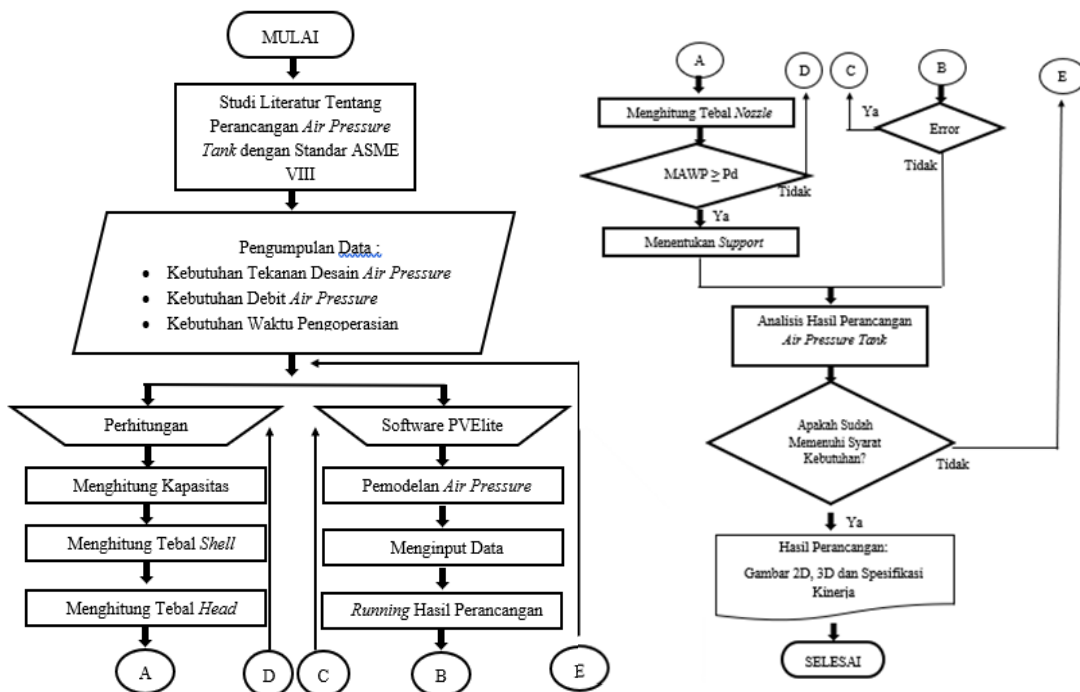 MULAI
Studi Literatur Tentang
Perancangan Air Pressure
Tank dengan Standar ASME
VIII
Pengumpulan Data :
• Kebutuhan Tekanan Desain Air Pressure
• Kebutuhan Debit Air Pressure
• Kebutuhan Waktu Pengoperasian
Perhitungan
Software PVElite
Menghitung Kapasitas
Pemodelan Air Pressure
Menghitung Tebal Shell
Menginput Data
Menghitung Tebal Head
Running Hasil Perancangan
A
D
C
B
E
A
D
C
B
E
Menghitung Tebal Nozzle
Ya
Error
Tidak
MAWP ≥ Pd
Tidak
Ya
Menentukan Support
Analisis Hasil Perancangan
Air Pressure Tank
Apakah Sudah
Memenuhi Syarat
Kebutuhan?
Tidak
Ya
Hasil Perancangan:
Gambar 2D, 3D dan Spesifikasi
Kinerja
SELESAI